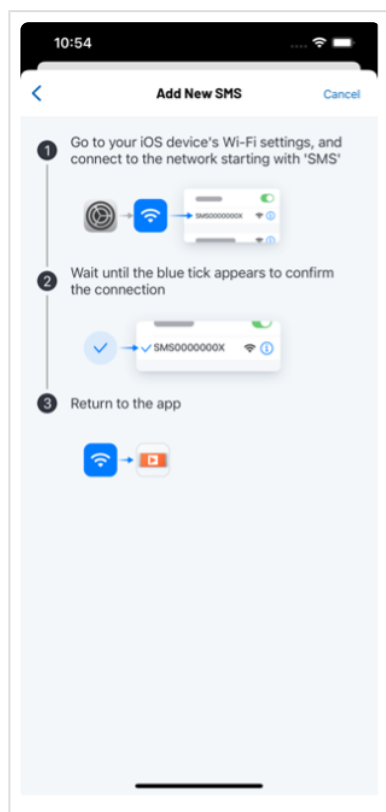 10:54
Add New SMS
Cancel
1
Go to your iOS device's Wi-Fi settings, and
connect to the network starting with 'SMS'
SMS0000000X
2
Wait until the blue tick appears to confirm
the connection
SMS0000000X
3
Return to the app